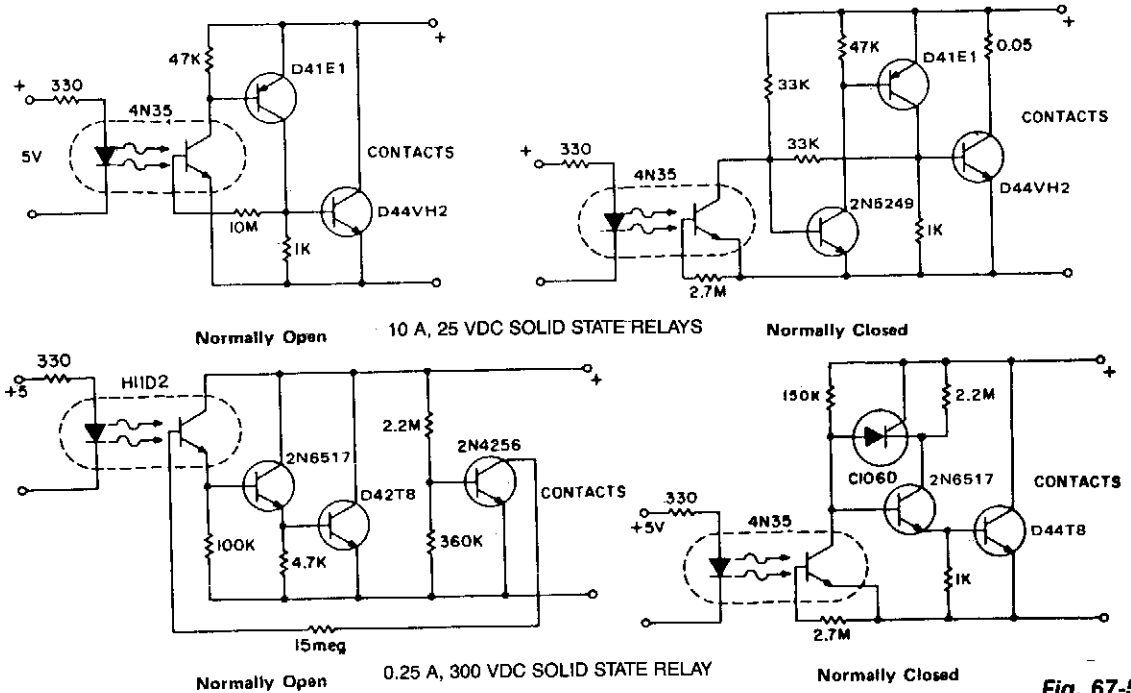 47K
D41E1
+
330
+
4N35
5V
CONTACTS
10M
D44VH2
1K
Normally Open
+
47K
D41E1
0.05
33K
CONTACTS
330
+
33K
4N35
D44VH2
2N5249
1K
2.7M
Normally Closed
10 A, 25 VDC SOLID STATE RELAYS
330
+5
H11D2
+
2.2M
2N4256
2N6517
CONTACTS
D42T8
100K
4.7K
360K
15meg
Normally Open
+
150K
2.2M
C106D
2N6517
CONTACTS
330
+5V
4N35
D44T8
1K
2.7M
Normally Closed
0.25 A, 300 VDC SOLID STATE RELAY
Fig. 67-